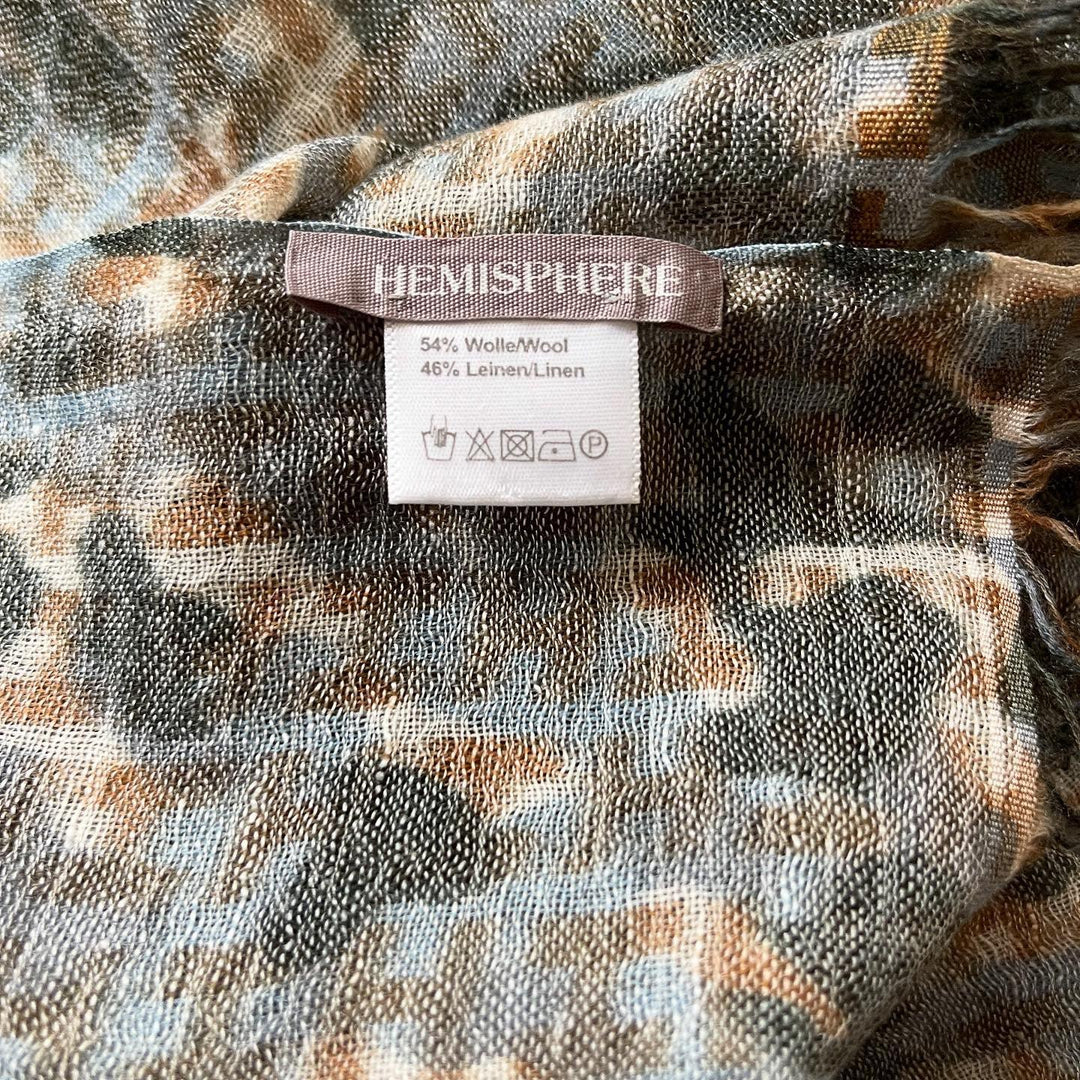 HEMISPHERE
54% Wolle/Wool
46% Leinen/Linen
P